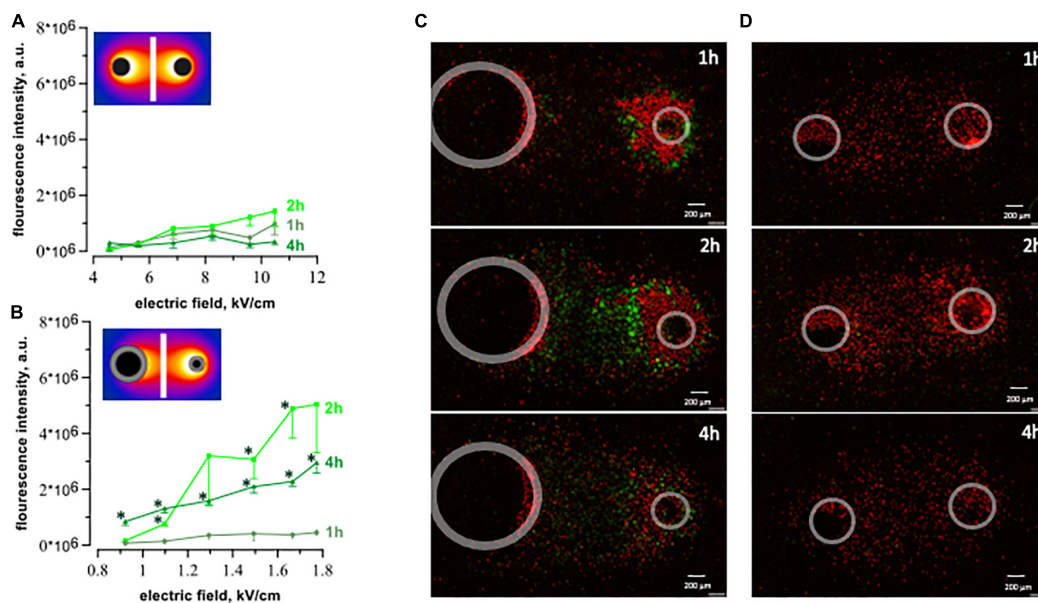 A
8*10⁶
6*10⁶
4*10⁶
2*10⁶
0*10⁶
flourescence intensity, a.u.
2h
1h
4h
4 6 8 10 12
electric field, kV/cm
B
8*10⁶
6*10⁶
4*10⁶
2*10⁶
0*10⁶
flourescence intensity, a.u.
* * * * * * * * * *
2h
4h
1h
0.8 1 1.2 1.4 1.6 1.8
electric field, kV/cm
C
1h
200 µm
2h
200 µm
4h
200 µm
D
1h
200 µm
2h
200 µm
4h
200 µm